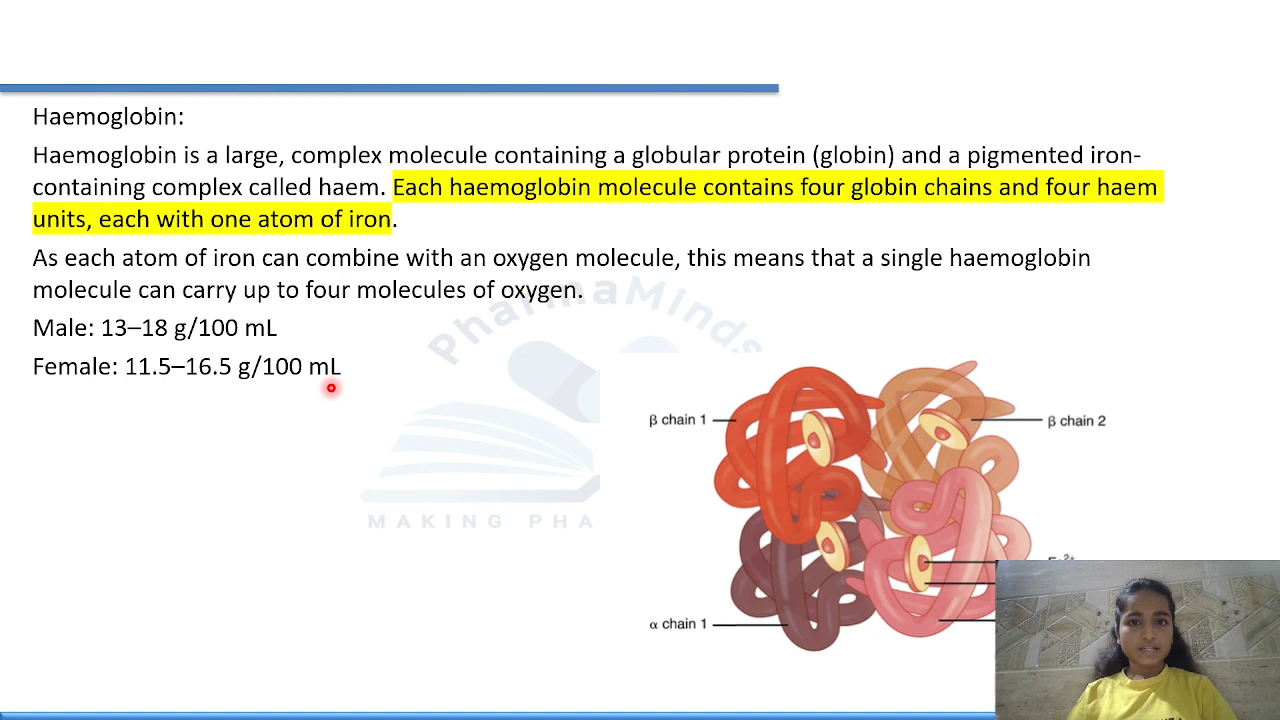 Haemoglobin:
Haemoglobin is a large, complex molecule containing a globular protein (globin) and a pigmented iron-
containing complex called haem. Each haemoglobin molecule contains four globin chains and four haem
units, each with one atom of iron.
As each atom of iron can combine with an oxygen molecule, this means that a single haemoglobin
molecule can carry up to four molecules of oxygen.
Male: 13–18 g/100 mL
Female: 11.5–16.5 g/100 mL
PharmaMinds
MAKING PHA
β chain 1
β chain 2
α chain 1